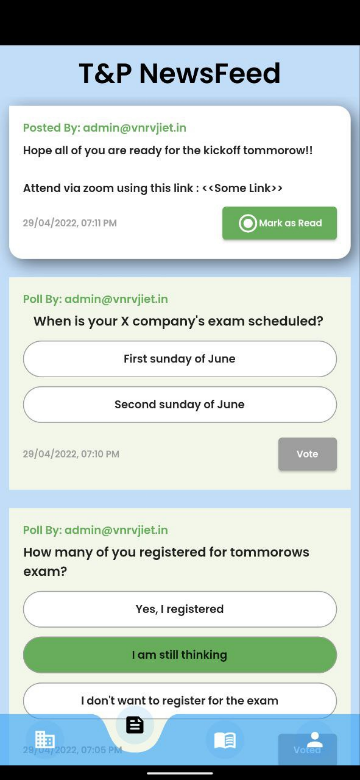 T&P NewsFeed
Posted By: admin@vnrvjiet.in
Hope all of you are ready for the kickoff tommorow!!
Attend via zoom using this link : <<Some Link>>
29/04/2022, 07:11 PM
Mark as Read
Poll By: admin@vnrvjiet.in
When is your X company's exam scheduled?
First sunday of June
Second sunday of June
29/04/2022, 07:10 PM
Vote
Poll By: admin@vnrvjiet.in
How many of you registered for tommorows
exam?
Yes, I registered
I am still thinking
I don't want to register for the exam
29/04/2022, 07:06 PM
Voted